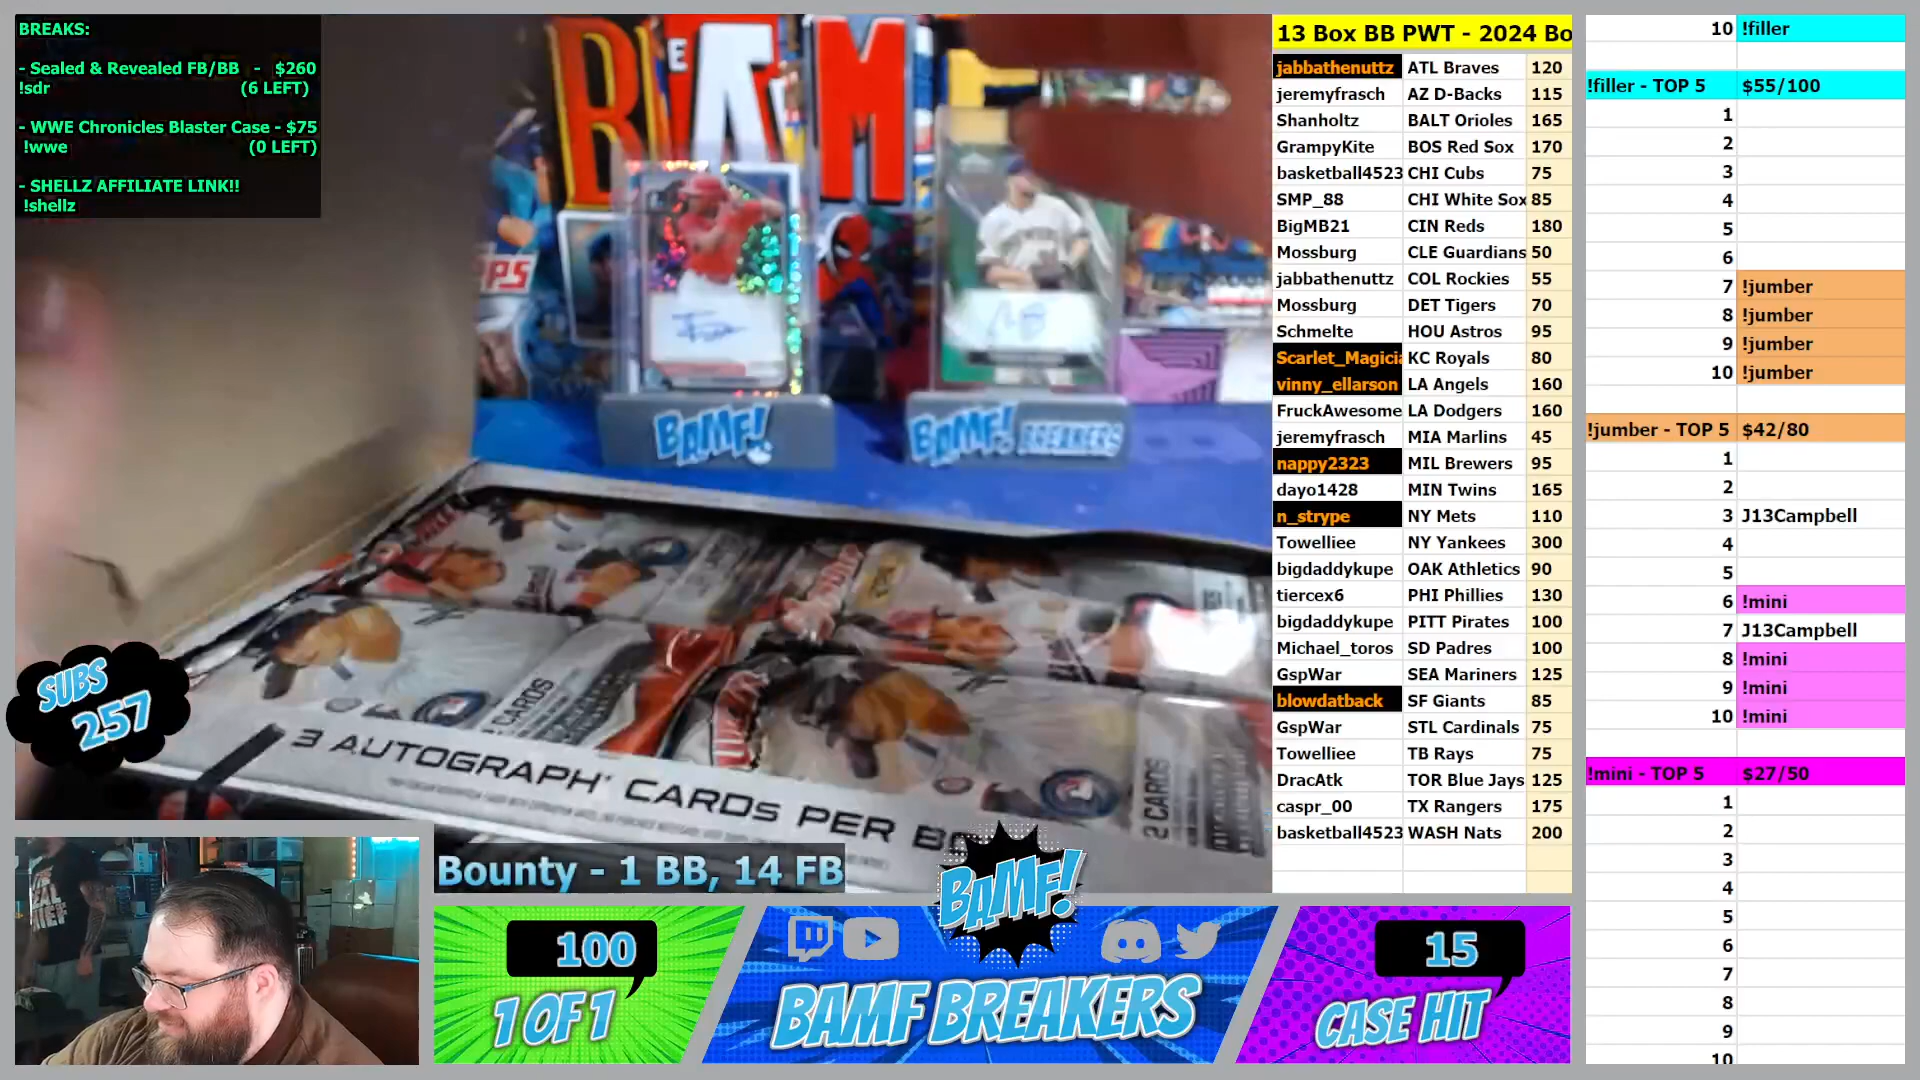 BREAKS:
- Sealed & Revealed FB/BB - $260
!sdr (6 LEFT)
- WWE Chronicles Blaster Case - $75
!wwe (0 LEFT)
- SHELLZ AFFILIATE LINK!!
!shellz
BAMF!
BAMF! BREAKERS
2 CARDS
3 AUTOGRAPH CARDS PER
SUBS
257
Bounty - 1 BB, 14 FB
BAMF!
100
1 OF 1
BAMF BREAKERS
15
CASE HIT
13 Box BB PWT - 2024 Bo
jabbathenuttz ATL Braves 120
jeremyfrasch AZ D-Backs 115
Shanholtz BALT Orioles 165
GrampyKite BOS Red Sox 170
basketball4523 CHI Cubs 75
SMP_88 CHI White Sox 85
BigMB21 CIN Reds 180
Mossburg CLE Guardians 50
jabbathenuttz COL Rockies 55
Mossburg DET Tigers 70
Schmelte HOU Astros 95
Scarlet_Magici KC Royals 80
vinny_ellarson LA Angels 160
FruckAwesome LA Dodgers 160
jeremyfrasch MIA Marlins 45
nappy2323 MIL Brewers 95
dayo1428 MIN Twins 165
n_strype NY Mets 110
Towelliee NY Yankees 300
bigdaddykupe OAK Athletics 90
tiercex6 PHI Phillies 130
bigdaddykupe PITT Pirates 100
Michael_toros SD Padres 100
GspWar SEA Mariners 125
blowdatback SF Giants 85
GspWar STL Cardinals 75
Towelliee TB Rays 75
DracAtk TOR Blue Jays 125
caspr_00 TX Rangers 175
basketball4523 WASH Nats 200
10 !filler
!filler - TOP 5 $55/100
1
2
3
4
5
6
7 !jumber
8 !jumber
9 !jumber
10 !jumber
!jumber - TOP 5 $42/80
1
2
3 J13Campbell
4
5
6 !mini
7 J13Campbell
8 !mini
9 !mini
10 !mini
!mini - TOP 5 $27/50
1
2
3
4
5
6
7
8
9
10